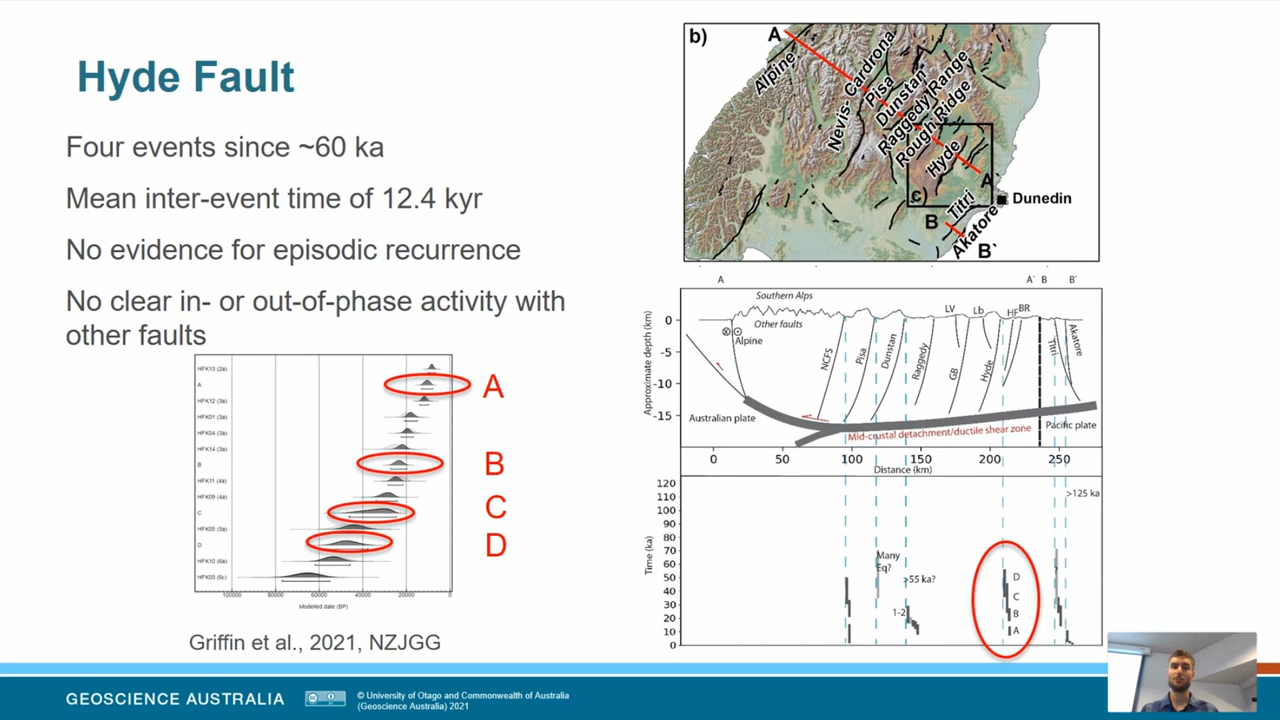 Hyde Fault
Four events since ~60 ka
Mean inter-event time of 12.4 kyr
No evidence for episodic recurrence
No clear in- or out-of-phase activity with
other faults
HFK13 (2a)
A
HFK12 (3a)
HFK01 (3a)
HFK04 (3a)
HFK14 (3a)
B
HFK11 (4a)
HFK09 (4a)
C
HFK05 (5a)
D
HFK10 (6a)
HFK03 (6c)
100000 80000 60000 40000 20000 0
Modelled date (BP)
A
B
C
D
Griffin et al., 2021, NZJGG
b)
A
Alpine
Nevis-Cardrona
Pisa
Dunstan
Raggedy Range
Rough Ridge
Hyde
A`
c)
Dunedin
B
Titri
Akatore
B`
A A` B B`
Southern Alps
Other faults
LV Lb HF BR
Alpine
NCFS
Pisa
Dunstan
Raggedy
GB
Hyde
Titri
Akatore
Approximate depth (km)
0
-5
-10
-15
Australian plate
Mid-crustal detachment/ductile shear zone
Pacific plate
0 50 100 150 200 250
Distance (km)
Time (ka)
120
110
100
90
80
70
60
50
40
30
20
10
0
>125 ka
Many
Eq?
>55 ka?
1-2
?
D
C
B
A
GEOSCIENCE AUSTRALIA
cc
BY
© University of Otago and Commonwealth of Australia
(Geoscience Australia) 2021